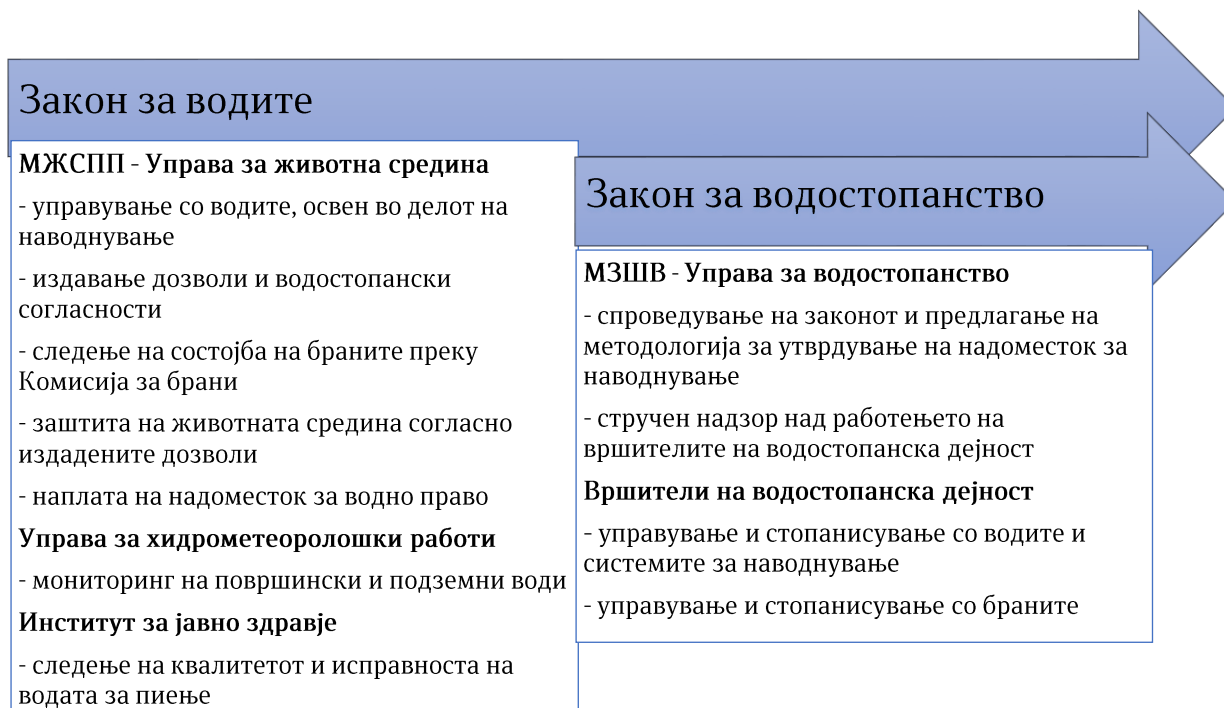 Закон за водите
МЖСПП - Управа за животна средина
- управување со водите, освен во делот на
наводнување
- издавање дозволи и водостопански
согласности
- следење на состојба на браните преку
Комисија за брани
- заштита на животната средина согласно
издадените дозволи
- наплата на надоместок за водно право
Управа за хидрометеоролошки работи
- мониторинг на површински и подземни води
Институт за јавно здравје
- следење на квалитетот и исправноста на
водата за пиење
Закон за водостопанство
МЗШВ - Управа за водостопанство
- спроведување на законот и предлагање на
методологија за утврдување на надоместок за
наводнување
- стручен надзор над работењето на
вршителите на водостопанска дејност
Вршители на водостопанска дејност
- управување и стопанисување со водите и
системите за наводнување
- управување и стопанисување со браните